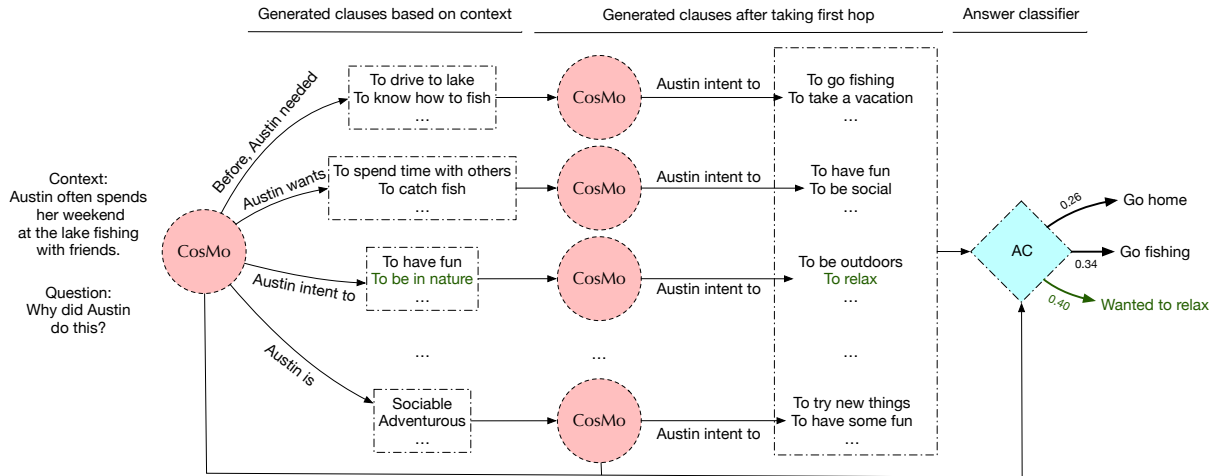 Generated clauses based on context
Generated clauses after taking first hop
Answer classifier
Context:
Austin often spends
her weekend
at the lake fishing
with friends.
Question:
Why did Austin
do this?
CosMo
Before, Austin needed
To drive to lake
To know how to fish
...
CosMo
Austin intent to
To go fishing
To take a vacation
...
Austin wants
To spend time with others
To catch fish
...
CosMo
Austin intent to
To have fun
To be social
...
Austin intent to
To have fun
To be in nature
...
CosMo
Austin intent to
To be outdoors
To relax
...
...
...
...
Austin is
Sociable
Adventurous
...
CosMo
Austin intent to
To try new things
To have some fun
...
AC
0.26
Go home
0.34
Go fishing
0.40
Wanted to relax